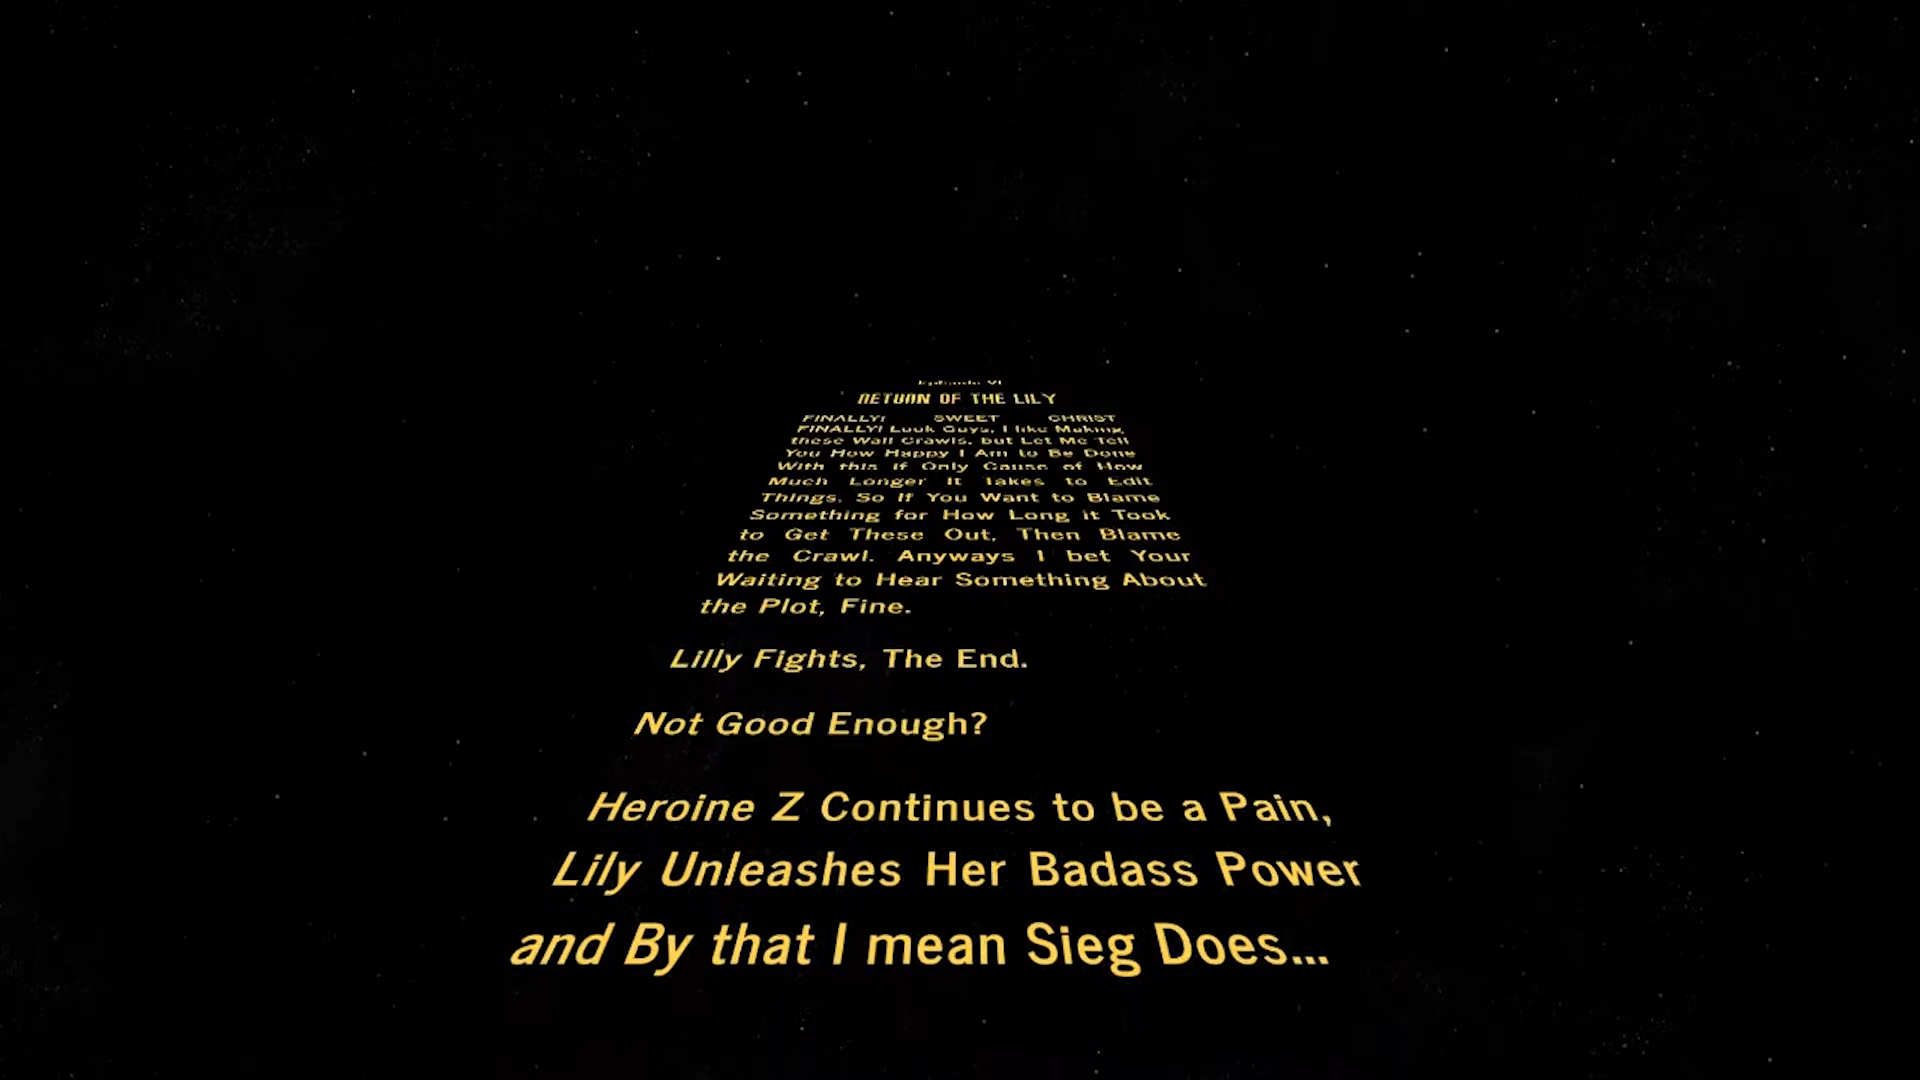 Episode VI
RETURN OF THE LILY
FINALLY! SWEET CHRIST
FINALLY! Look Guys, I like Making
these Wall Crawls, but Let Me Tell
You How Happy I Am to Be Done
With this If Only Cause of How
Much Longer It Takes to Edit
Things. So If You Want to Blame
Something for How Long it Took
to Get These Out, Then Blame
the Crawl. Anyways I bet Your
Waiting to Hear Something About
the Plot, Fine.
Lilly Fights, The End.
Not Good Enough?
Heroine Z Continues to be a Pain,
Lily Unleashes Her Badass Power
and By that I mean Sieg Does...